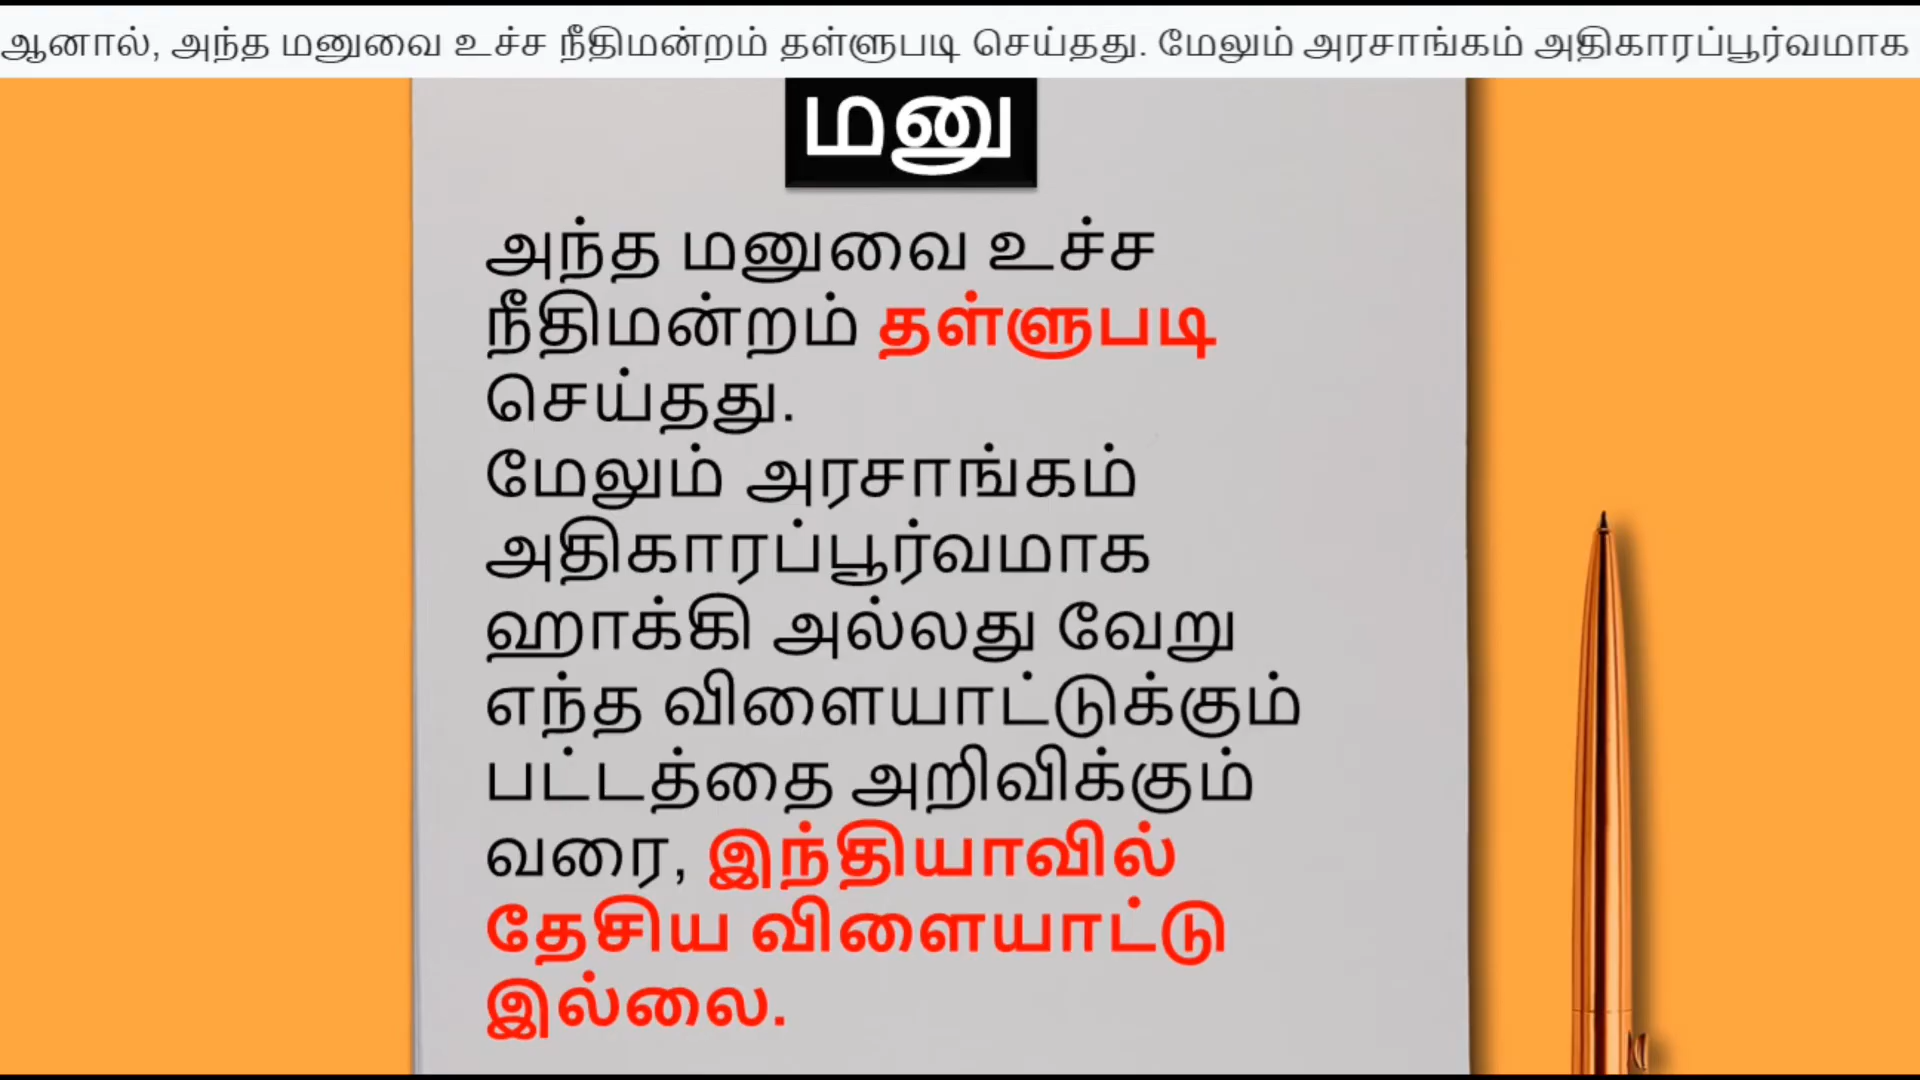 ஆனால், அந்த மனுவை உச்ச நீதிமன்றம் தள்ளுபடி செய்தது. மேலும் அரசாங்கம் அதிகாரப்பூர்வமாக
மனு
அந்த மனுவை உச்ச
நீதிமன்றம் தள்ளுபடி
செய்தது.
மேலும் அரசாங்கம்
அதிகாரப்பூர்வமாக
ஹாக்கி அல்லது வேறு
எந்த விளையாட்டுக்கும்
பட்டத்தை அறிவிக்கும்
வரை, இந்தியாவில்
தேசிய விளையாட்டு
இல்லை.